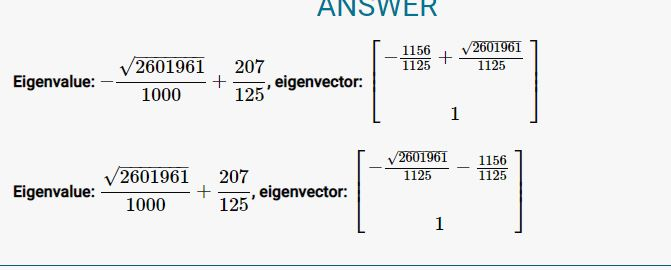 ANSWER
Eigenvalue: −√2601961/1000 + 207/125, eigenvector: [−1156/1125 + √2601961/1125
1]
Eigenvalue: √2601961/1000 + 207/125, eigenvector: [−√2601961/1125 − 1156/1125
1]